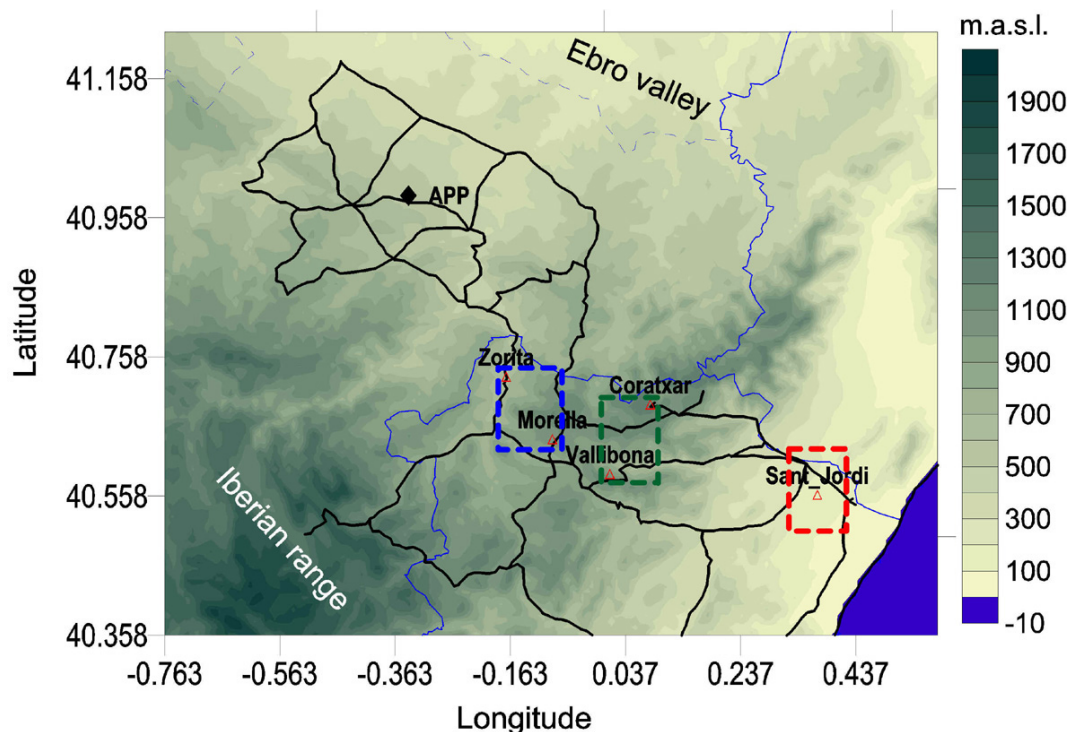 m.a.s.l.
41.158
40.958
40.758
40.558
40.358
Latitude
Ebro valley
APP
Zorita
Coratxar
Morella
Vallibona
Sant_Jordi
Iberian range
1900
1700
1500
1300
1100
900
700
500
300
100
-10
-0.763
-0.563
-0.363
-0.163
0.037
0.237
0.437
Longitude